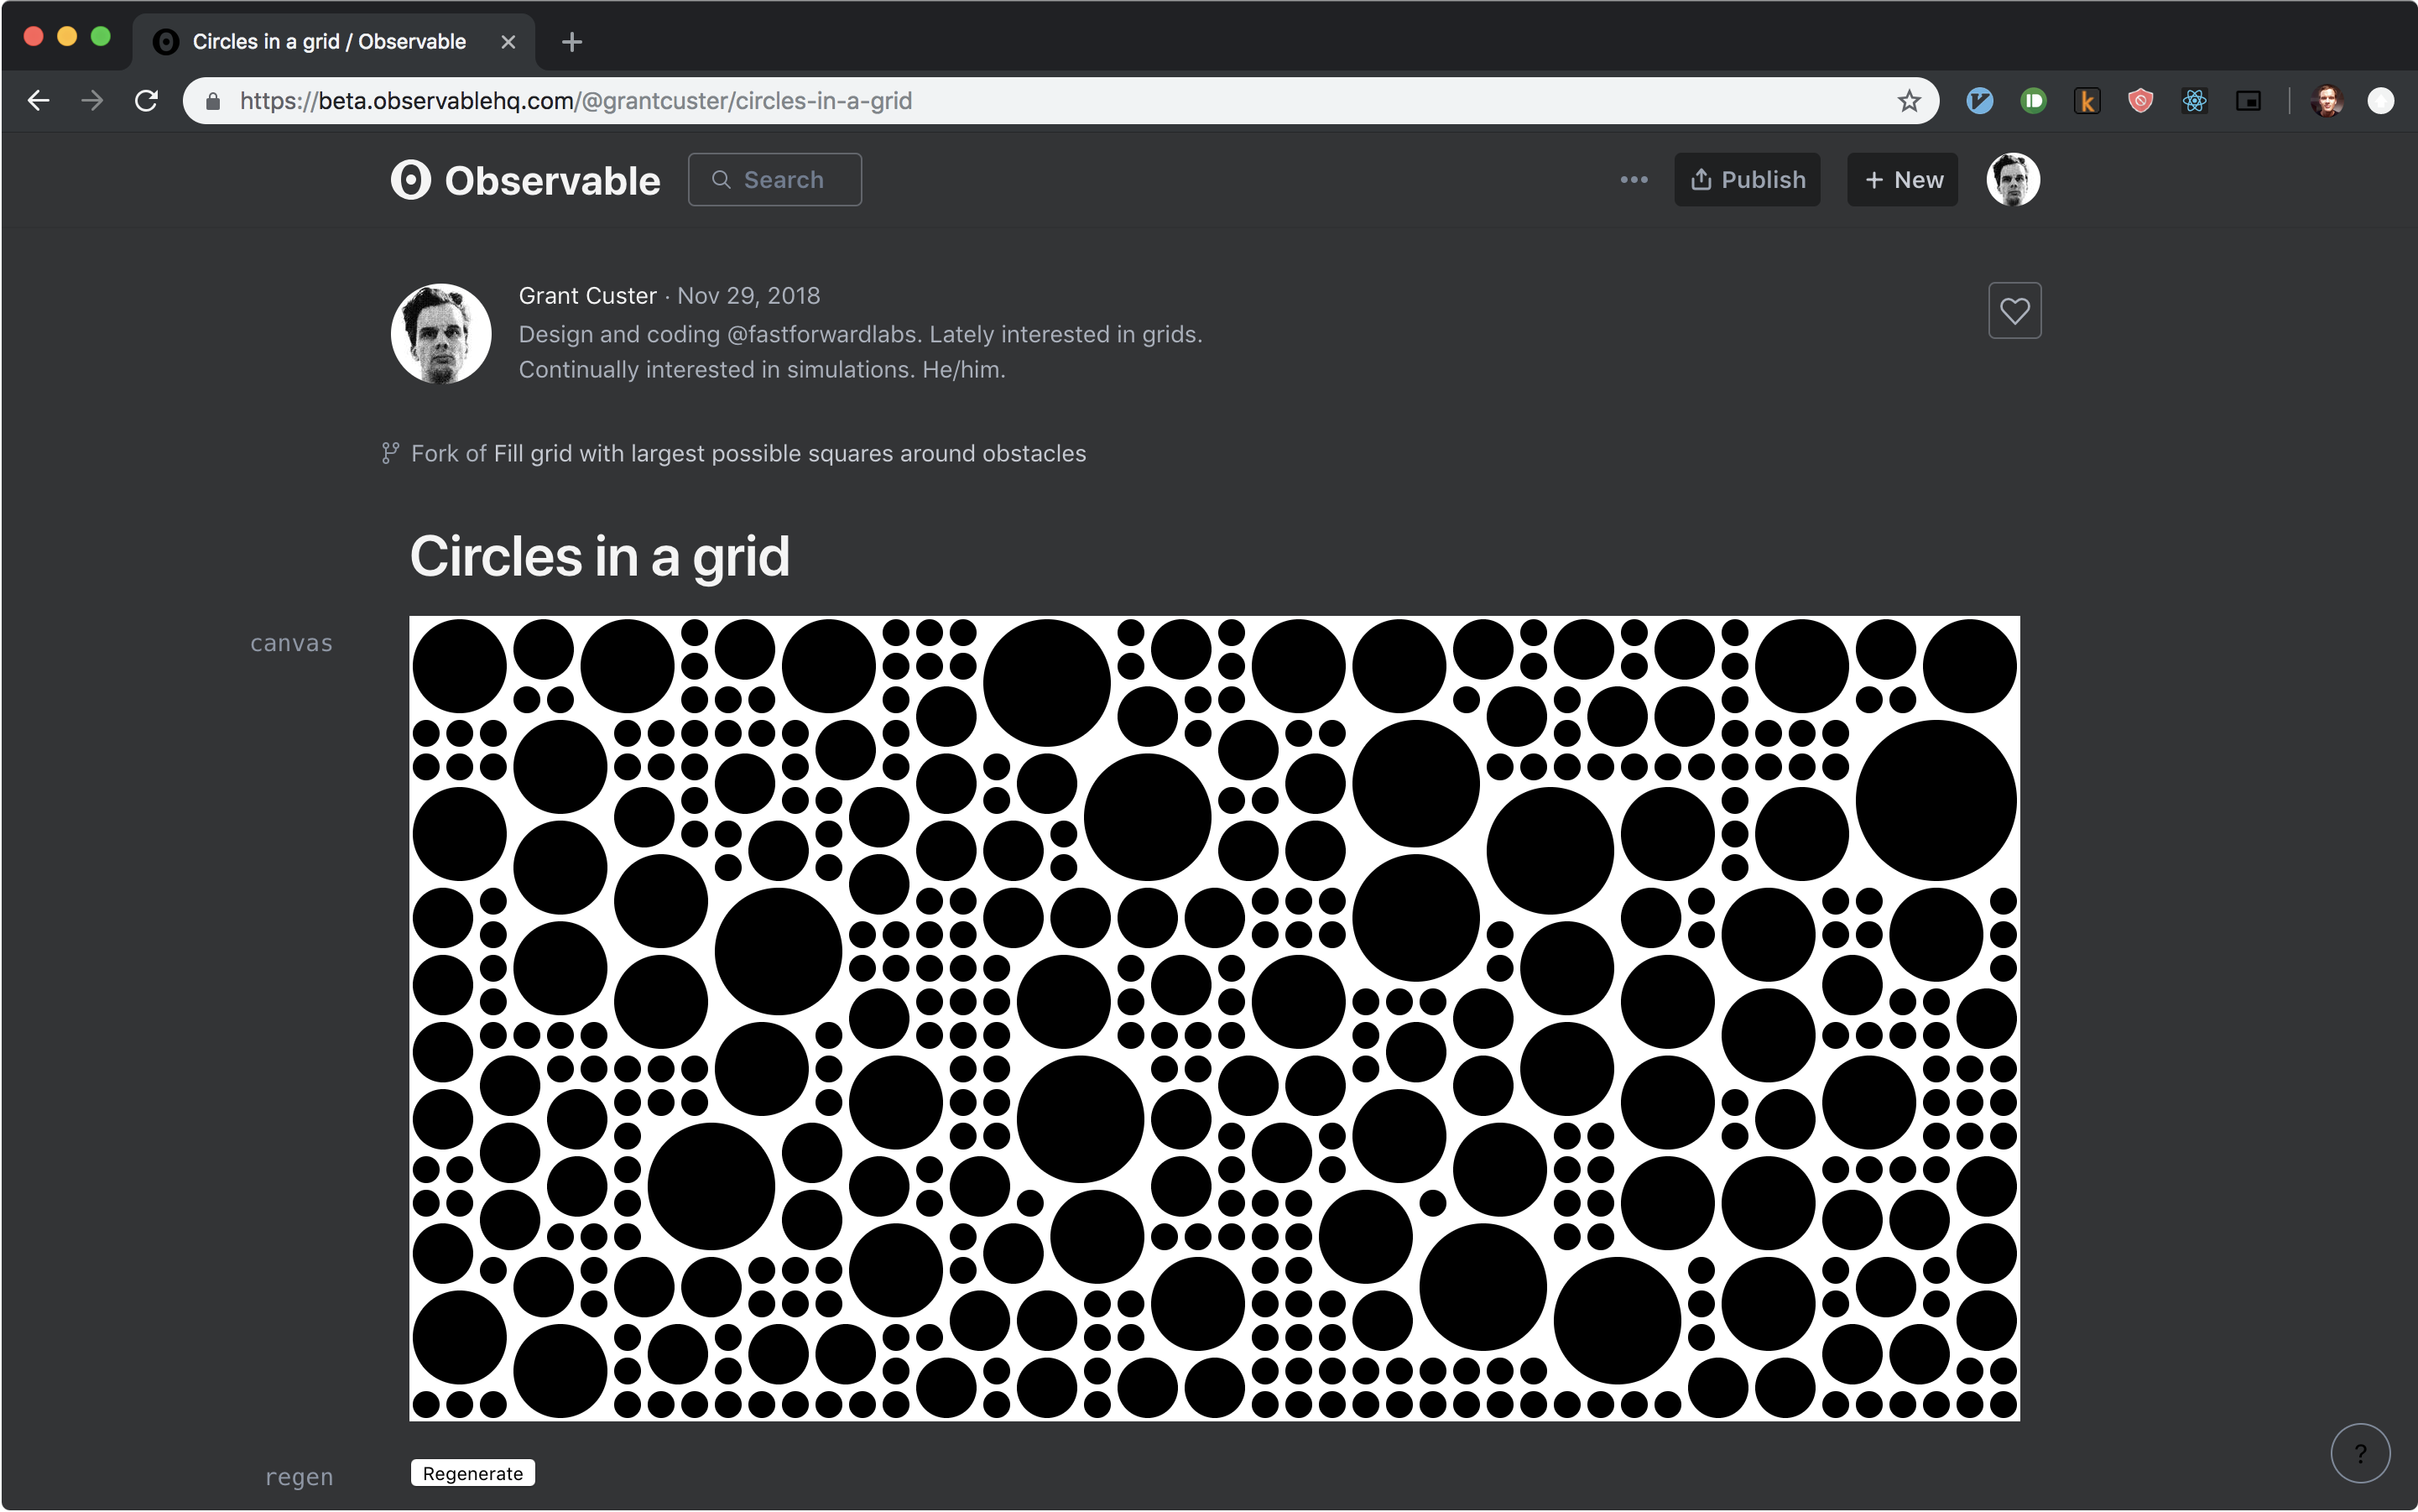 Circles in a grid / Observable
https://beta.observablehq.com/@grantcuster/circles-in-a-grid
Observable
Search
Publish
+ New
Grant Custer · Nov 29, 2018
Design and coding @fastforwardlabs. Lately interested in grids.
Continually interested in simulations. He/him.
Fork of Fill grid with largest possible squares around obstacles
Circles in a grid
canvas
regen
Regenerate
?